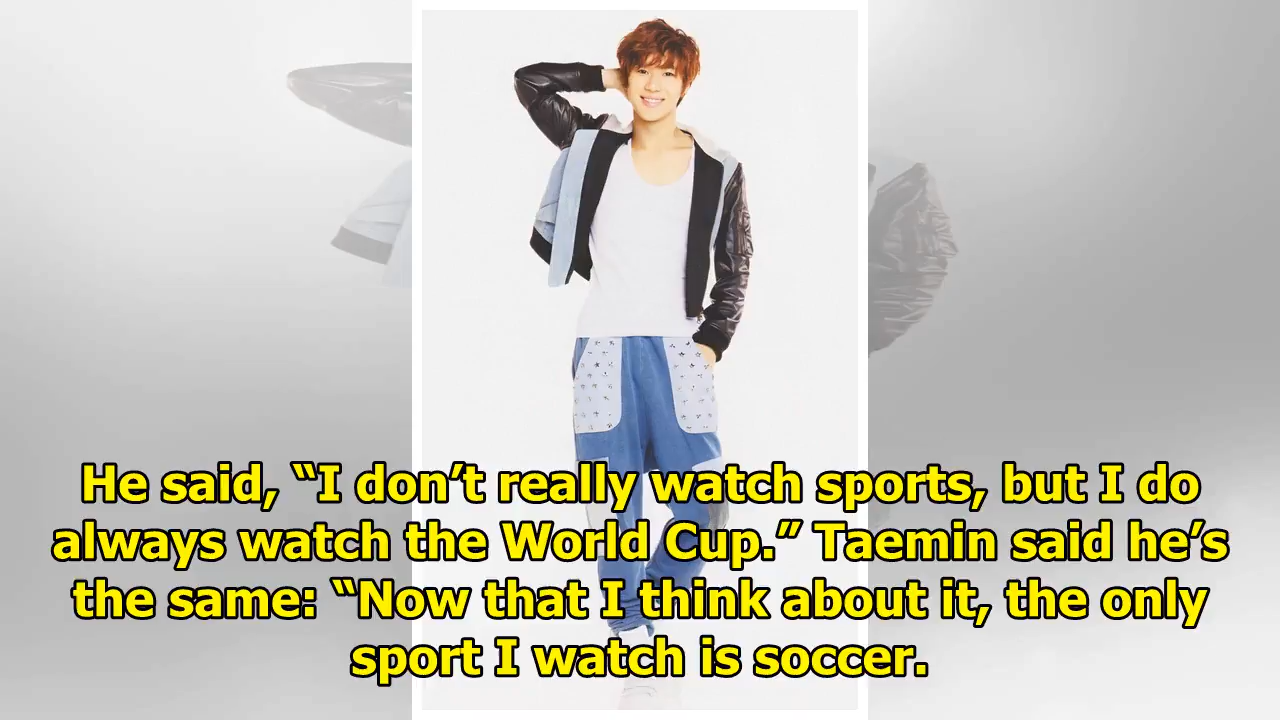 He said, “I don’t really watch sports, but I do
always watch the World Cup.” Taemin said he’s
the same: “Now that I think about it, the only
sport I watch is soccer.